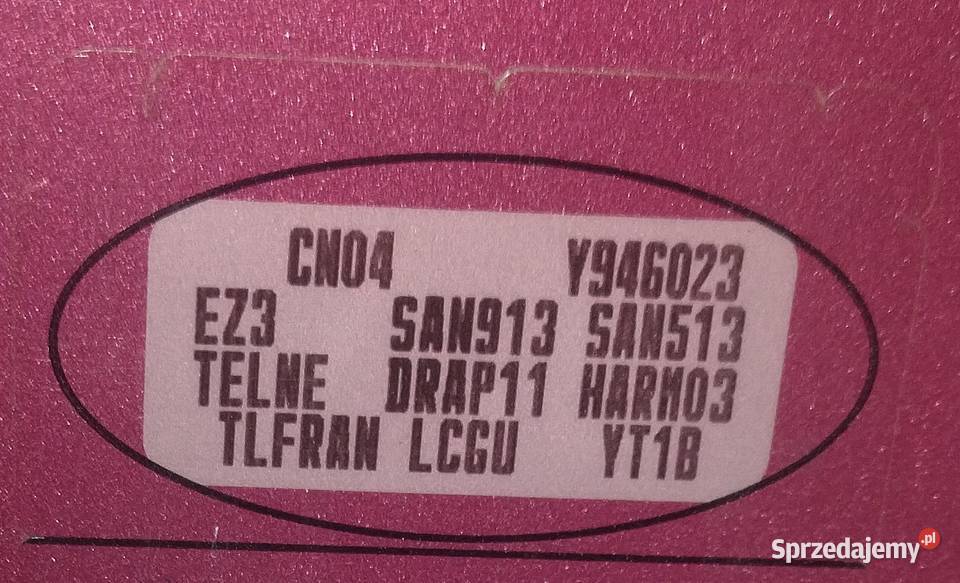 CN04 Y946023
EZ3 SAN913 SAN513
TELNE DRAP11 HARM03
TLFRAN LCGU YT1B
Sprzedajemy.pl